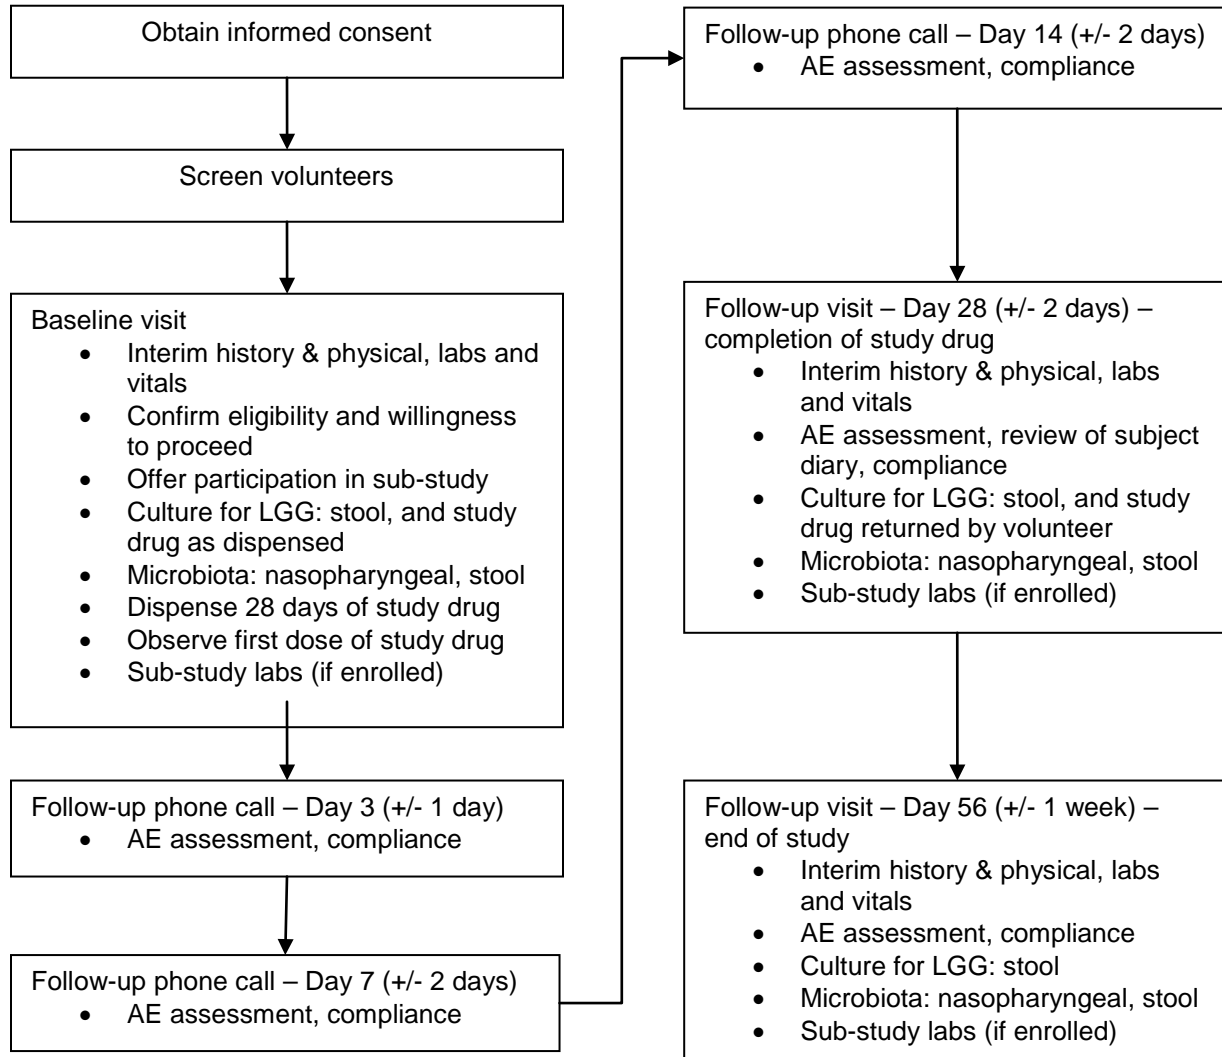 Obtain informed consent
Screen volunteers
Baseline visit
• Interim history & physical, labs and
vitals
• Confirm eligibility and willingness
to proceed
• Offer participation in sub-study
• Culture for LGG: stool, and study
drug as dispensed
• Microbiota: nasopharyngeal, stool
• Dispense 28 days of study drug
• Observe first dose of study drug
• Sub-study labs (if enrolled)
Follow-up phone call – Day 3 (+/- 1 day)
• AE assessment, compliance
Follow-up phone call – Day 7 (+/- 2 days)
• AE assessment, compliance
Follow-up phone call – Day 14 (+/- 2 days)
• AE assessment, compliance
Follow-up visit – Day 28 (+/- 2 days) –
completion of study drug
• Interim history & physical, labs
and vitals
• AE assessment, review of subject
diary, compliance
• Culture for LGG: stool, and study
drug returned by volunteer
• Microbiota: nasopharyngeal, stool
• Sub-study labs (if enrolled)
Follow-up visit – Day 56 (+/- 1 week) –
end of study
• Interim history & physical, labs
and vitals
• AE assessment, compliance
• Culture for LGG: stool
• Microbiota: nasopharyngeal, stool
• Sub-study labs (if enrolled)